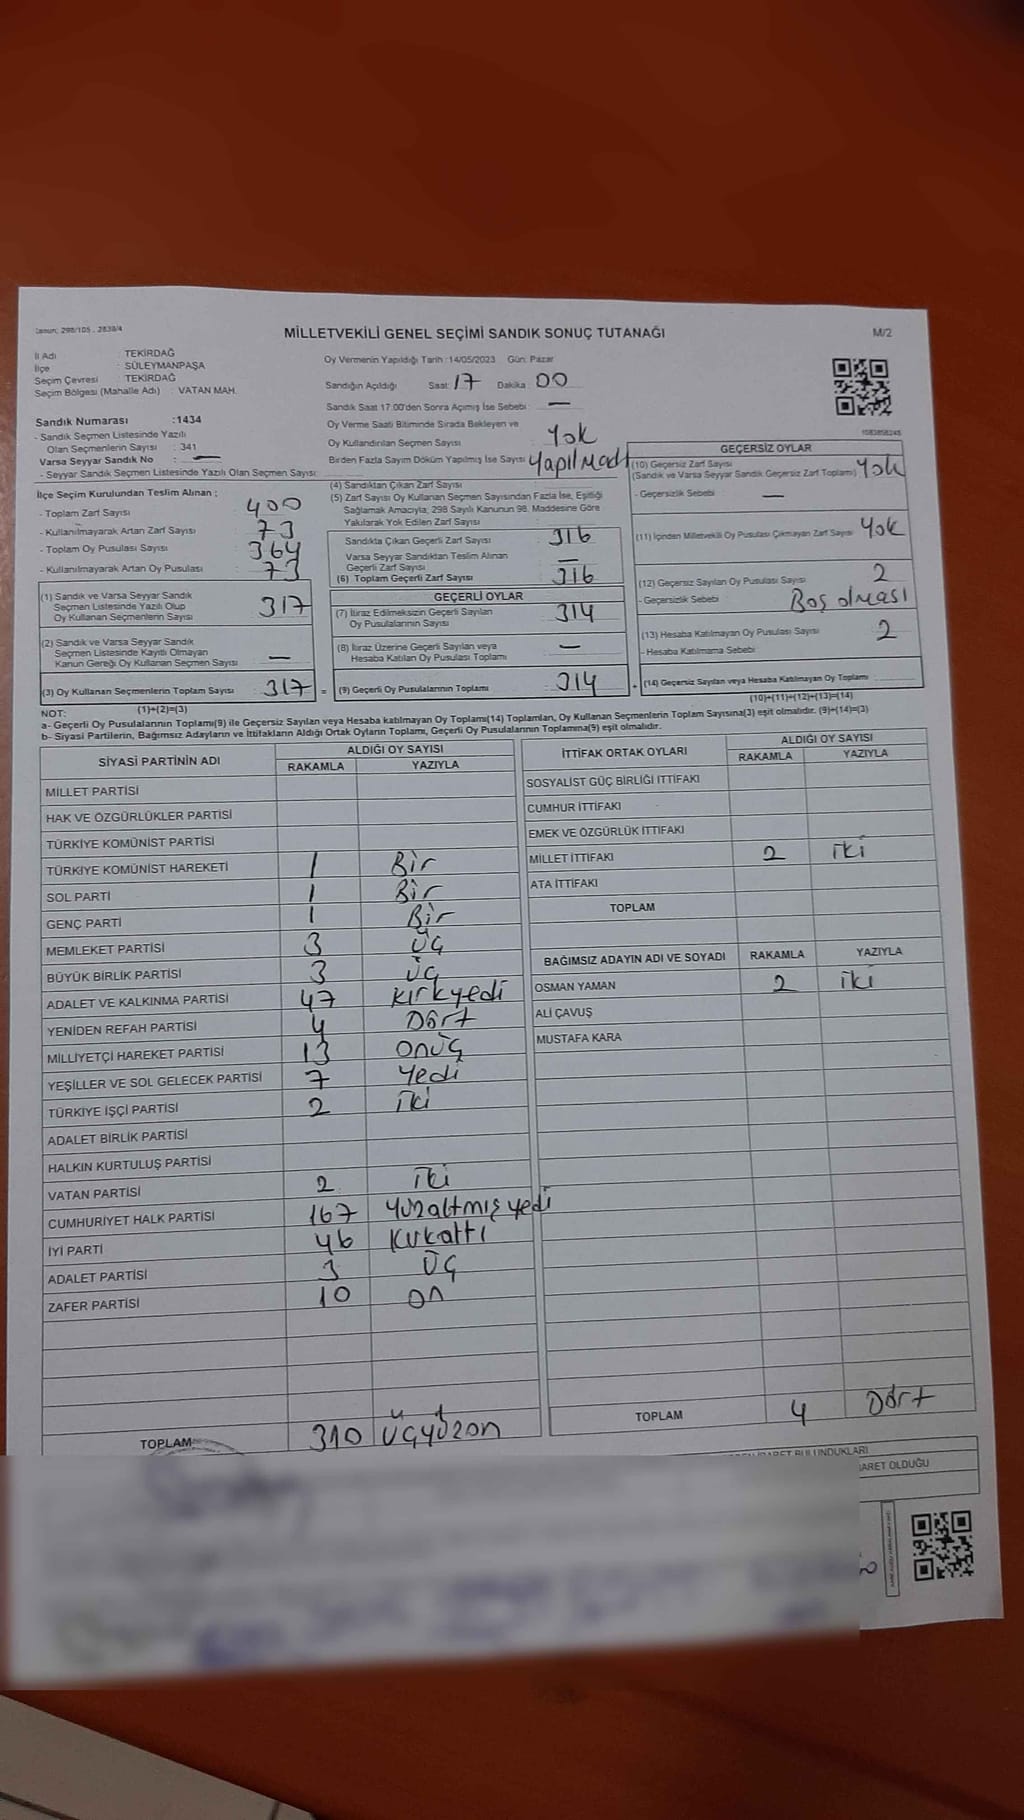 Kanun: 298/105 , 2839/4
MİLLETVEKİLİ GENEL SEÇİMİ SANDIK SONUÇ TUTANAĞI
M/2
İl Adı : TEKİRDAĞ
İlçe : SÜLEYMANPAŞA
Seçim Çevresi : TEKİRDAĞ
Seçim Bölgesi (Mahalle Adı) : VATAN MAH.
Sandık Numarası :1434
- Sandık Seçmen Listesinde Yazılı
Olan Seçmenlerin Sayısı : 341
Varsa Seyyar Sandık No : —
- Seyyar Sandık Seçmen Listesinde Yazılı Olan Seçmen Sayısı:
Oy Vermenin Yapıldığı Tarih :14/05/2023 Gün: Pazar
Sandığın Açıldığı Saat: 17 Dakika : 00
Sandık Saat 17.00'den Sonra Açımış İse Sebebi : —
Oy Verme Saati Bitiminde Sırada Bekleyen ve
Oy Kullandırılan Seçmen Sayısı : Yok
Birden Fazla Sayım Döküm Yapılmış İse Sayısı : Yapılmadı
1083858245
İlçe Seçim Kurulundan Teslim Alınan ;
- Toplam Zarf Sayısı : 400
- Kullanılmayarak Artan Zarf Sayısı : 73
- Toplam Oy Pusulası Sayısı : 364
- Kullanılmayarak Artan Oy Pusulası : 73
(1) Sandık ve Varsa Seyyar Sandık
Seçmen Listesinde Yazılı Olup
Oy Kullanan Seçmenlerin Sayısı : 317
(2) Sandık ve Varsa Seyyar Sandık
Seçmen Listesinde Kayıtlı Olmayan
Kanun Gereği Oy Kullanan Seçmen Sayısı : —
(3) Oy Kullanan Seçmenlerin Toplam Sayısı : 317 =
(1)+(2)=(3)
(4) Sandıktan Çıkan Zarf Sayısı :
(5) Zarf Sayısı Oy Kullanan Seçmen Sayısından Fazla İse, Eşitliği
Sağlamak Amacıyla, 298 Sayılı Kanunun 98. Maddesine Göre
Yakılarak Yok Edilen Zarf Sayısı :
Sandıkta Çıkan Geçerli Zarf Sayısı : 316
Varsa Seyyar Sandıktan Teslim Alınan
Geçerli Zarf Sayısı : —
(6) Toplam Geçerli Zarf Sayısı : 316
GEÇERLİ OYLAR
(7) İtiraz Edilmeksizin Geçerli Sayılan
Oy Pusulalarının Sayısı : 314
(8) İtiraz Üzerine Geçerli Sayılan veya
Hesaba Katılan Oy Pusulası Toplamı : —
(9) Geçerli Oy Pusulalarının Toplamı : 314 +
GEÇERSİZ OYLAR
(10) Geçersiz Zarf Sayısı
(Sandık ve Varsa Seyyar Sandık Geçersiz Zarf Toplamı) : Yok
- Geçersizlik Sebebi : —
(11) İçinden Milletvekili Oy Pusulası Çıkmayan Zarf Sayısı : Yok
(12) Geçersiz Sayılan Oy Pusulası Sayısı : 2
- Geçersizlik Sebebi : Boş olması
(13) Hesaba Katılmayan Oy Pusulası Sayısı : 2
- Hesaba Katılmama Sebebi :
(14) Geçersiz Sayılan veya Hesaba Katılmayan Oy Toplamı :
(10)+(11)+(12)+(13)=(14)
NOT:
a- Geçerli Oy Pusulalarının Toplamı(9) ile Geçersiz Sayılan veya Hesaba katılmayan Oy Toplamı(14) Toplamları, Oy Kullanan Seçmenlerin Toplam Sayısına(3) eşit olmalıdır. (9)+(14)=(3)
b- Siyasi Partilerin, Bağımsız Adayların ve İttifakların Aldığı Ortak Oyların Toplamı, Geçerli Oy Pusulalarının Toplamına(9) eşit olmalıdır.
SİYASİ PARTİNİN ADI ALDIĞI OY SAYISI
RAKAMLA YAZIYLA
MİLLET PARTİSİ
HAK VE ÖZGÜRLÜKLER PARTİSİ
TÜRKİYE KOMÜNİST PARTİSİ
TÜRKİYE KOMÜNİST HAREKETİ 1 Bir
SOL PARTİ 1 Bir
GENÇ PARTİ 1 Bir
MEMLEKET PARTİSİ 3 Üç
BÜYÜK BİRLİK PARTİSİ 3 Üç
ADALET VE KALKINMA PARTİSİ 47 Kırkyedi
YENİDEN REFAH PARTİSİ 4 Dört
MİLLİYETÇİ HAREKET PARTİSİ 13 Onüç
YEŞİLLER VE SOL GELECEK PARTİSİ 7 Yedi
TÜRKİYE İŞÇİ PARTİSİ 2 iki
ADALET BİRLİK PARTİSİ
HALKIN KURTULUŞ PARTİSİ
VATAN PARTİSİ 2 iki
CUMHURİYET HALK PARTİSİ 167 Yüzaltmışyedi
İYİ PARTİ 46 Kırkaltı
ADALET PARTİSİ 3 Üç
ZAFER PARTİSİ 10 On
TOPLAM 310 Üçyüzon
İTTİFAK ORTAK OYLARI ALDIĞI OY SAYISI
RAKAMLA YAZIYLA
SOSYALİST GÜÇ BİRLİĞİ İTTİFAKI
CUMHUR İTTİFAKI
EMEK VE ÖZGÜRLÜK İTTİFAKI
MİLLET İTTİFAKI 2 iki
ATA İTTİFAKI
TOPLAM
BAĞIMSIZ ADAYIN ADI VE SOYADI RAKAMLA YAZIYLA
OSMAN YAMAN 2 iki
ALİ ÇAVUŞ
MUSTAFA KARA
TOPLAM 4 Dört
BULUNDUKLARI
OLDUĞU